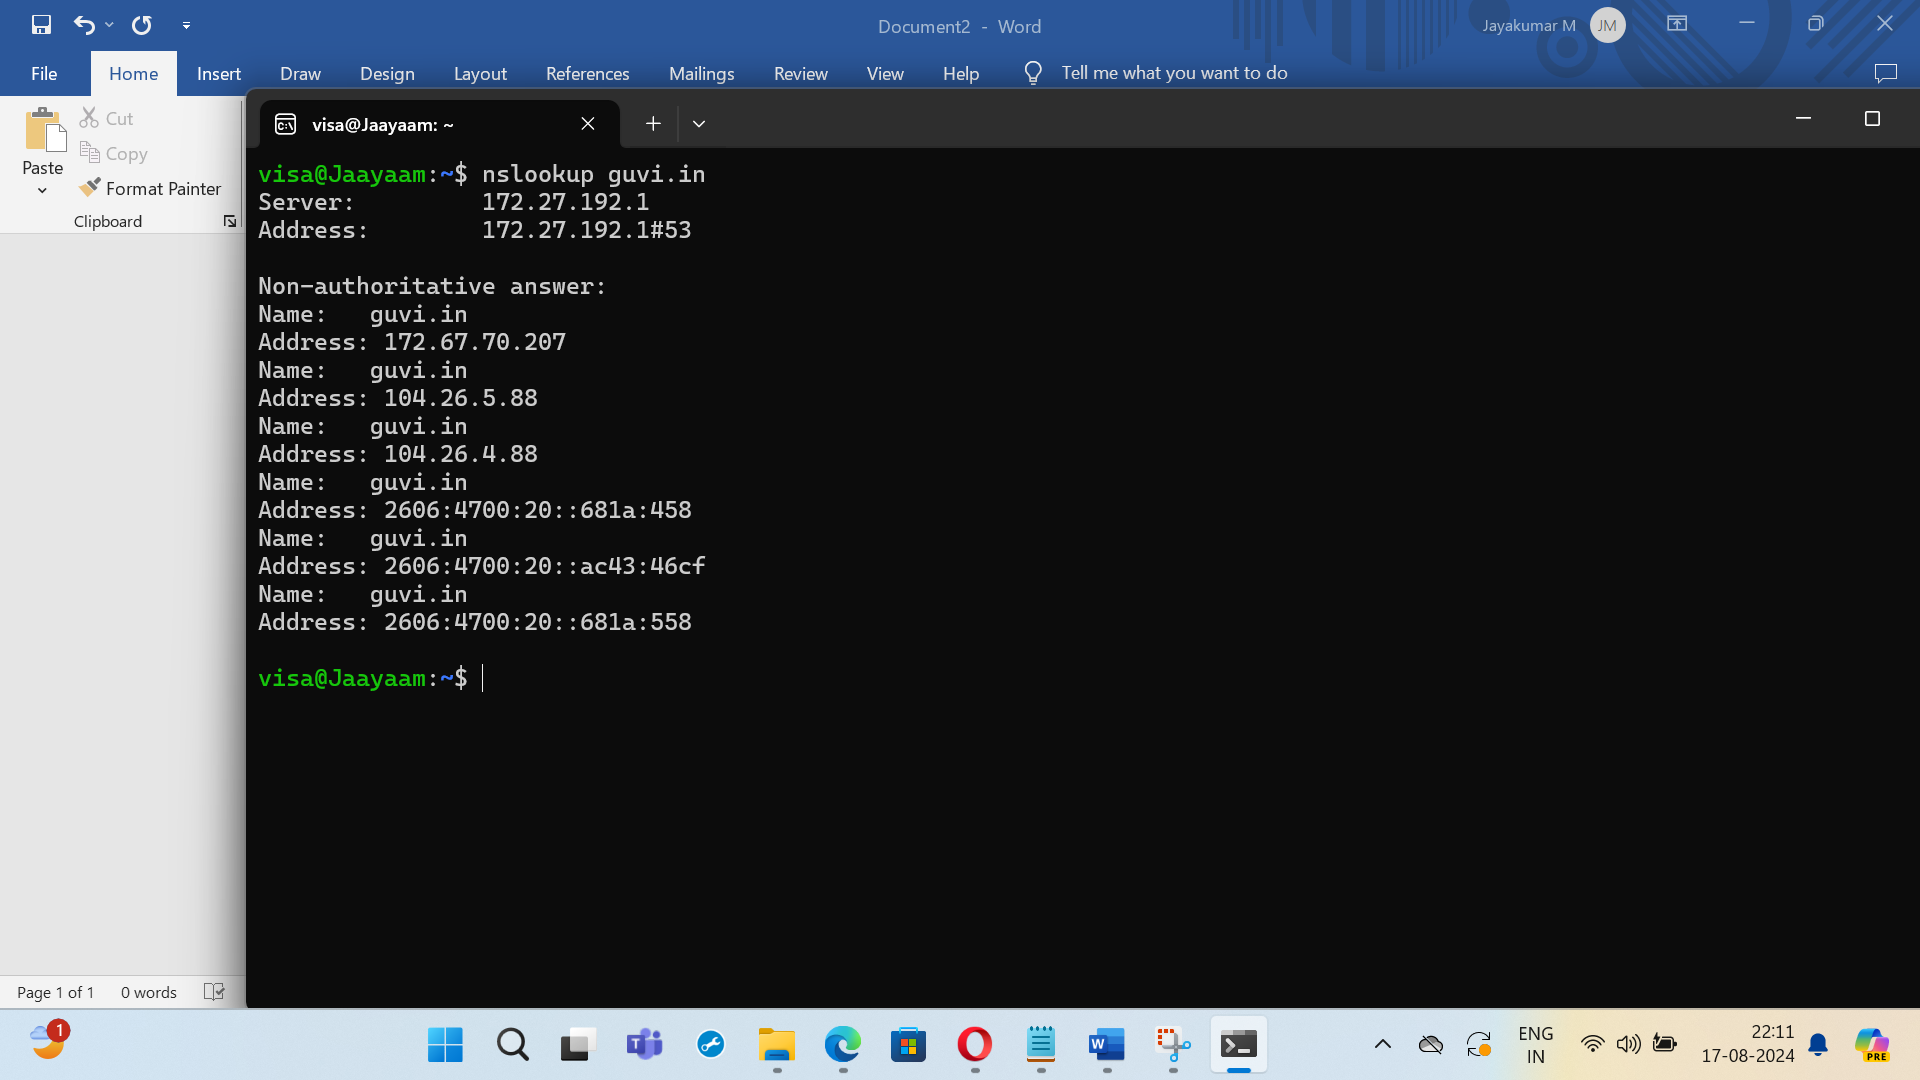 Document2 - Word
Jayakumar M JM
File Home Insert Draw Design Layout References Mailings Review View Help Tell me what you want to do
Paste
Cut
Copy
Format Painter
Clipboard
visa@Jaayaam: ~
visa@Jaayaam:~$ nslookup guvi.in
Server: 172.27.192.1
Address: 172.27.192.1#53
Non-authoritative answer:
Name: guvi.in
Address: 172.67.70.207
Name: guvi.in
Address: 104.26.5.88
Name: guvi.in
Address: 104.26.4.88
Name: guvi.in
Address: 2606:4700:20::681a:458
Name: guvi.in
Address: 2606:4700:20::ac43:46cf
Name: guvi.in
Address: 2606:4700:20::681a:558
visa@Jaayaam:~$
Page 1 of 1 0 words
1
ENG
IN
22:11
17-08-2024
PRE